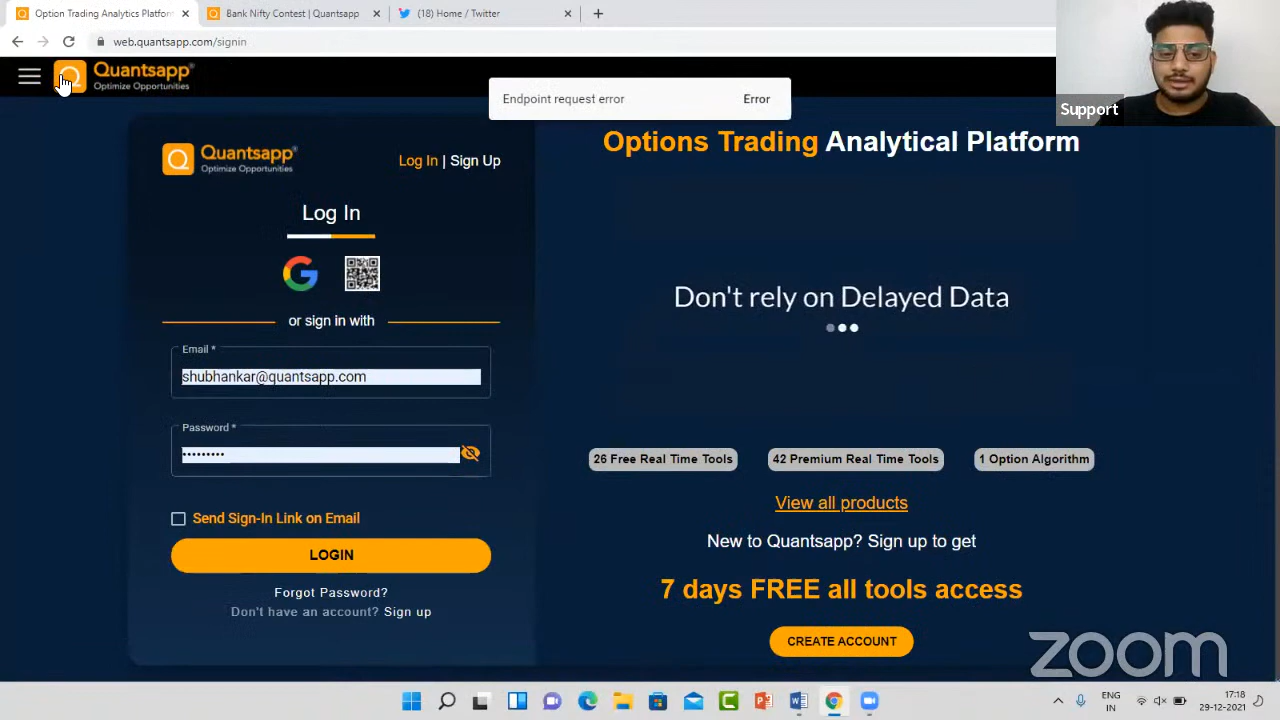 Option Trading Analytics Platform
Bank Nifty Contest | Quantsapp
(18) Home / Twitter
web.quantsapp.com/signin
Quantsapp
Optimize Opportunities
Endpoint request error
Error
Support
Quantsapp
Optimize Opportunities
Log In | Sign Up
Log In
or sign in with
Email *
shubhankar@quantsapp.com
Password *
•••••••••
Send Sign-In Link on Email
LOGIN
Forgot Password?
Don't have an account? Sign up
Options Trading Analytical Platform
Don't rely on Delayed Data
26 Free Real Time Tools
42 Premium Real Time Tools
1 Option Algorithm
View all products
New to Quantsapp? Sign up to get
7 days FREE all tools access
CREATE ACCOUNT
zoom
ENG
IN
17:18
29-12-2021